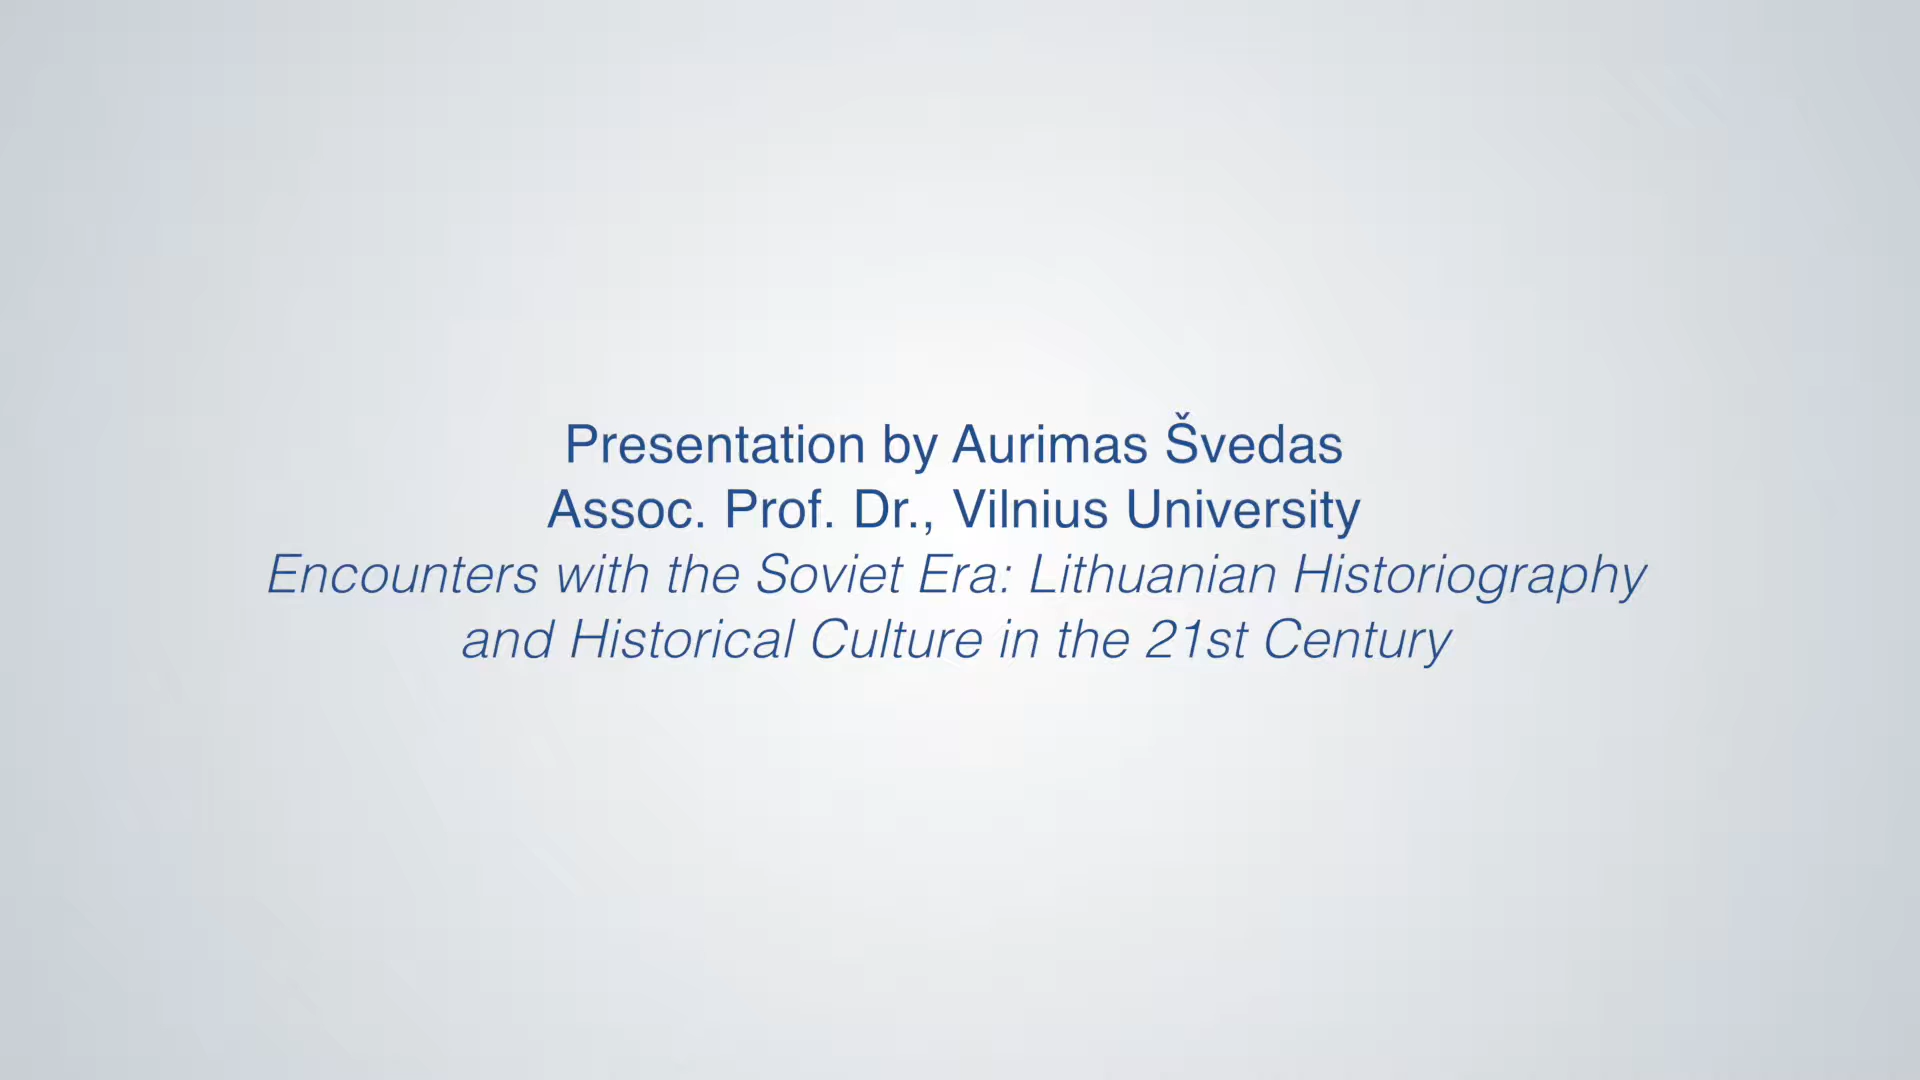 Presentation by Aurimas Švedas
Assoc. Prof. Dr., Vilnius University
Encounters with the Soviet Era: Lithuanian Historiography
and Historical Culture in the 21st Century